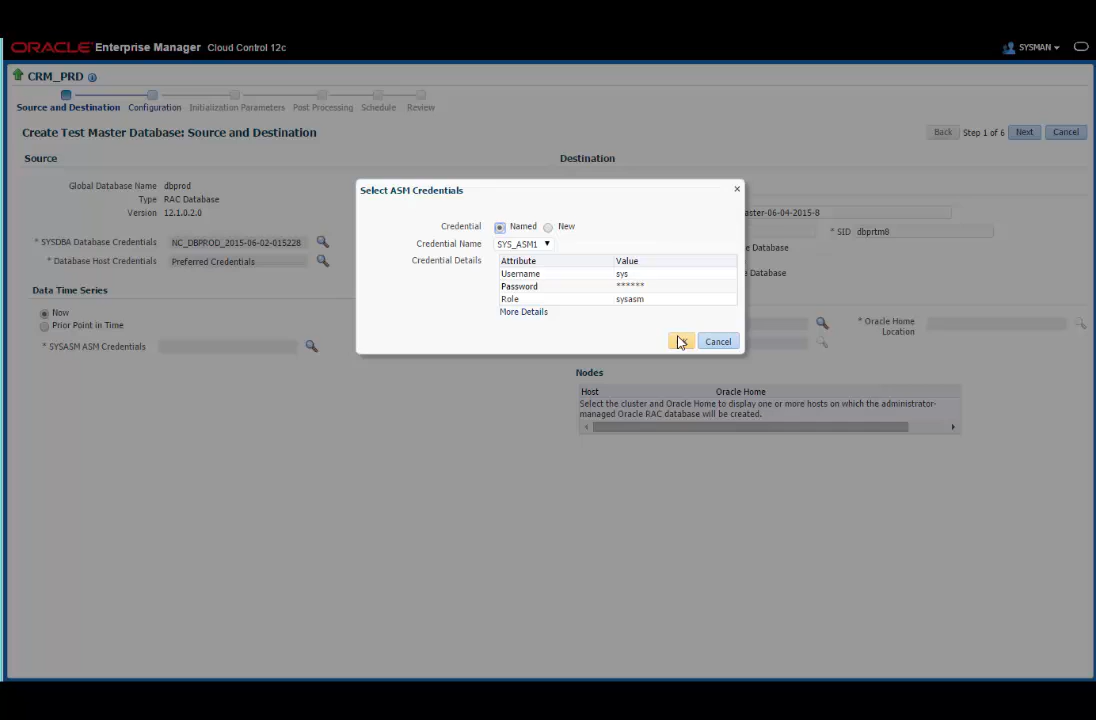 ORACLE Enterprise Manager Cloud Control 12c
SYSMAN
CRM_PRD
Source and Destination Configuration Initialization Parameters Post Processing Schedule Review
Create Test Master Database: Source and Destination
Back Step 1 of 6 Next Cancel
Source
Destination
Global Database Name dbprod
Type RAC Database
Version 12.1.0.2.0
* SYSDBA Database Credentials NC_DBPROD_2015-06-02-015228
* Database Host Credentials Preferred Credentials
Data Time Series
Now
Prior Point in Time
* SYSASM ASM Credentials
Select ASM Credentials
Credential Named New
Credential Name SYS_ASM1
Credential Details
Attribute Value
Username sys
Password ******
Role sysasm
More Details
Cancel
aster-06-04-2015-8
* SID dbprtm8
e Database
e Database
* Oracle Home
Location
Nodes
Host Oracle Home
Select the cluster and Oracle Home to display one or more hosts on which the administrator-
managed Oracle RAC database will be created.